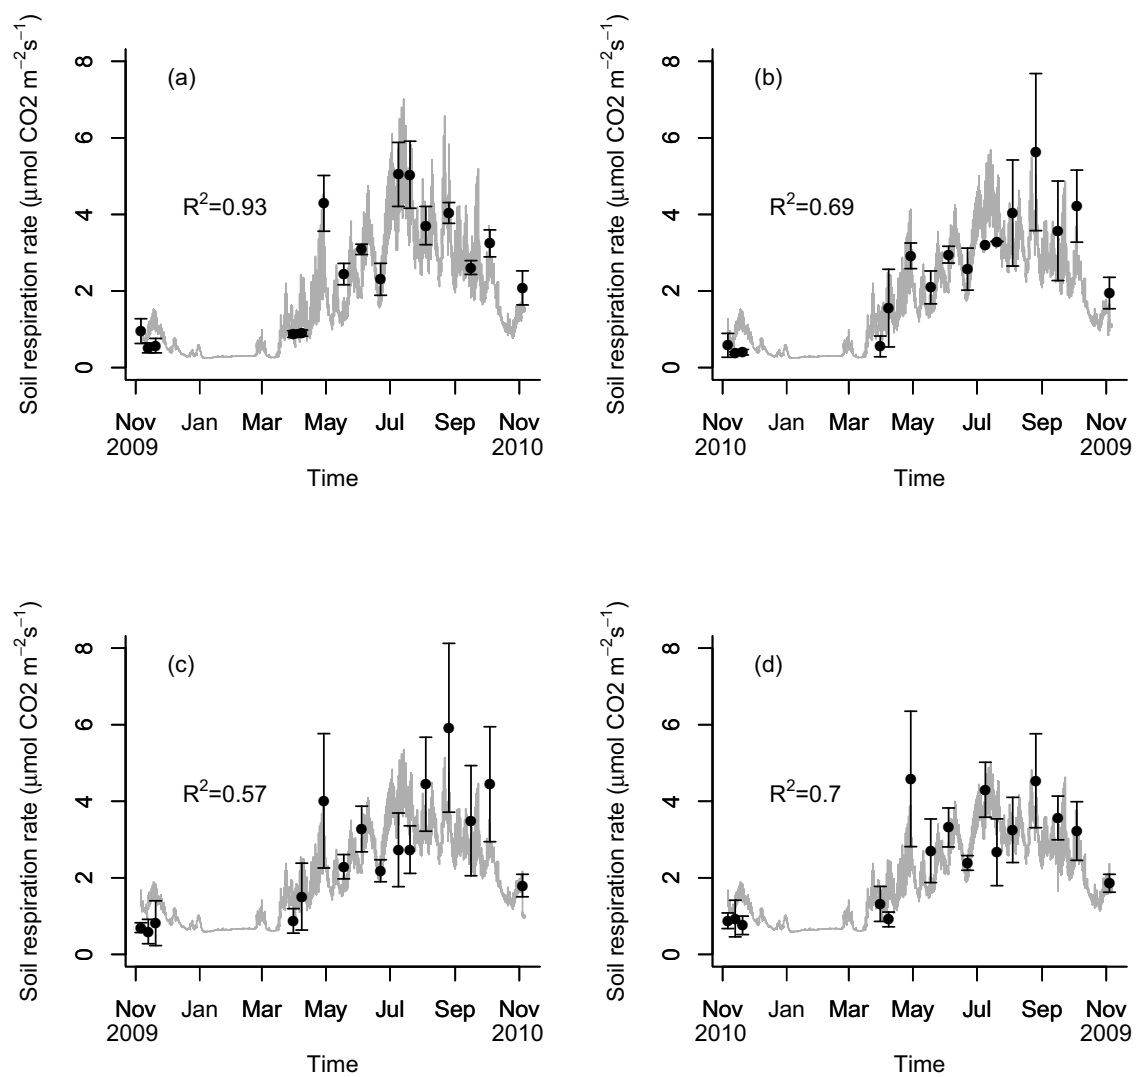 Soil respiration rate (μmol CO2 m−2s−1)
8
6
4
2
0
(a)
R2=0.93
Nov Jan Mar May Jul Sep Nov
2009 2010
Time
Soil respiration rate (μmol CO2 m−2s−1)
8
6
4
2
0
(b)
R2=0.69
Nov Jan Mar May Jul Sep Nov
2010 2009
Time
Soil respiration rate (μmol CO2 m−2s−1)
8
6
4
2
0
(c)
R2=0.57
Nov Jan Mar May Jul Sep Nov
2009 2010
Time
Soil respiration rate (μmol CO2 m−2s−1)
8
6
4
2
0
(d)
R2=0.7
Nov Jan Mar May Jul Sep Nov
2010 2009
Time